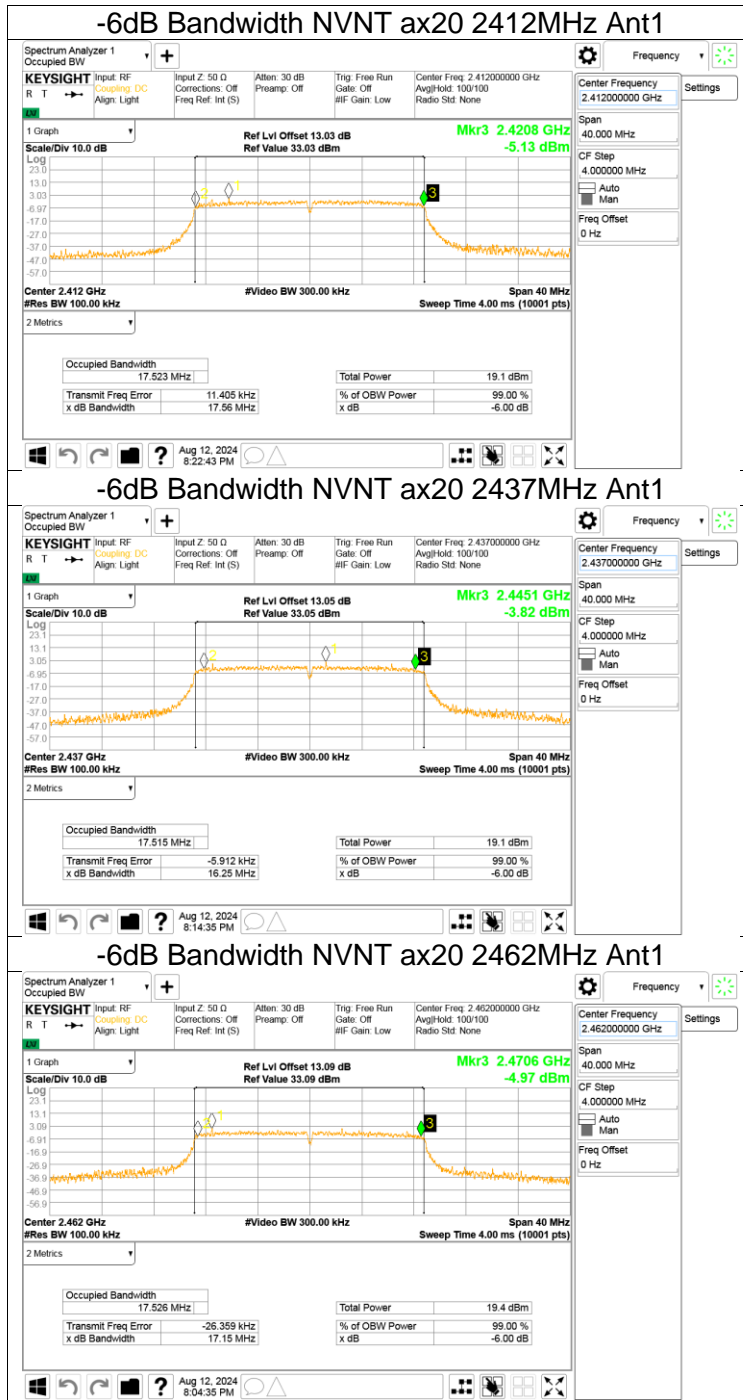 -6dB Bandwidth NVNT ax20 2412MHz Ant1
Spectrum Analyzer 1
Occupied BW
Frequency
KEYSIGHT Input: RF Input Z: 50 Ω Atten: 30 dB Trig: Free Run Center Freq: 2.412000000 GHz
R T Coupling: DC Corrections: Off Preamp: Off Gate: Off Avg|Hold: 100/100
Align: Light Freq Ref: Int (S) #IF Gain: Low Radio Std: None
LXI
Center Frequency
2.412000000 GHz
Settings
Span
40.000 MHz
CF Step
4.000000 MHz
Auto
Man
Freq Offset
0 Hz
1 Graph
Ref Lvl Offset 13.03 dB
Mkr3 2.4208 GHz
Scale/Div 10.0 dB
Ref Value 33.03 dBm
-5.13 dBm
Log
23.0
13.0
3.03
-6.97
-17.0
-27.0
-37.0
-47.0
-57.0
2
1
3
Center 2.412 GHz #Video BW 300.00 kHz Span 40 MHz
#Res BW 100.00 kHz Sweep Time 4.00 ms (10001 pts)
2 Metrics
Occupied Bandwidth
17.523 MHz Total Power 19.1 dBm
Transmit Freq Error 11.405 kHz % of OBW Power 99.00 %
x dB Bandwidth 17.56 MHz x dB -6.00 dB
? Aug 12, 2024
8:22:43 PM
-6dB Bandwidth NVNT ax20 2437MHz Ant1
Spectrum Analyzer 1
Occupied BW
Frequency
KEYSIGHT Input: RF Input Z: 50 Ω Atten: 30 dB Trig: Free Run Center Freq: 2.437000000 GHz
R T Coupling: DC Corrections: Off Preamp: Off Gate: Off Avg|Hold: 100/100
Align: Light Freq Ref: Int (S) #IF Gain: Low Radio Std: None
LXI
Center Frequency
2.437000000 GHz
Settings
Span
40.000 MHz
CF Step
4.000000 MHz
Auto
Man
Freq Offset
0 Hz
1 Graph
Ref Lvl Offset 13.05 dB
Mkr3 2.4451 GHz
Scale/Div 10.0 dB
Ref Value 33.05 dBm
-3.82 dBm
Log
23.1
13.1
3.05
-6.95
-17.0
-27.0
-37.0
-47.0
-57.0
2
1
3
Center 2.437 GHz #Video BW 300.00 kHz Span 40 MHz
#Res BW 100.00 kHz Sweep Time 4.00 ms (10001 pts)
2 Metrics
Occupied Bandwidth
17.515 MHz Total Power 19.1 dBm
Transmit Freq Error -5.912 kHz % of OBW Power 99.00 %
x dB Bandwidth 16.25 MHz x dB -6.00 dB
? Aug 12, 2024
8:14:35 PM
-6dB Bandwidth NVNT ax20 2462MHz Ant1
Spectrum Analyzer 1
Occupied BW
Frequency
KEYSIGHT Input: RF Input Z: 50 Ω Atten: 30 dB Trig: Free Run Center Freq: 2.462000000 GHz
R T Coupling: DC Corrections: Off Preamp: Off Gate: Off Avg|Hold: 100/100
Align: Light Freq Ref: Int (S) #IF Gain: Low Radio Std: None
LXI
Center Frequency
2.462000000 GHz
Settings
Span
40.000 MHz
CF Step
4.000000 MHz
Auto
Man
Freq Offset
0 Hz
1 Graph
Ref Lvl Offset 13.09 dB
Mkr3 2.4706 GHz
Scale/Div 10.0 dB
Ref Value 33.09 dBm
-4.97 dBm
Log
23.1
13.1
3.09
-6.91
-16.9
-26.9
-36.9
-46.9
-56.9
2
1
3
Center 2.462 GHz #Video BW 300.00 kHz Span 40 MHz
#Res BW 100.00 kHz Sweep Time 4.00 ms (10001 pts)
2 Metrics
Occupied Bandwidth
17.526 MHz Total Power 19.4 dBm
Transmit Freq Error -26.359 kHz % of OBW Power 99.00 %
x dB Bandwidth 17.15 MHz x dB -6.00 dB
? Aug 12, 2024
8:04:35 PM